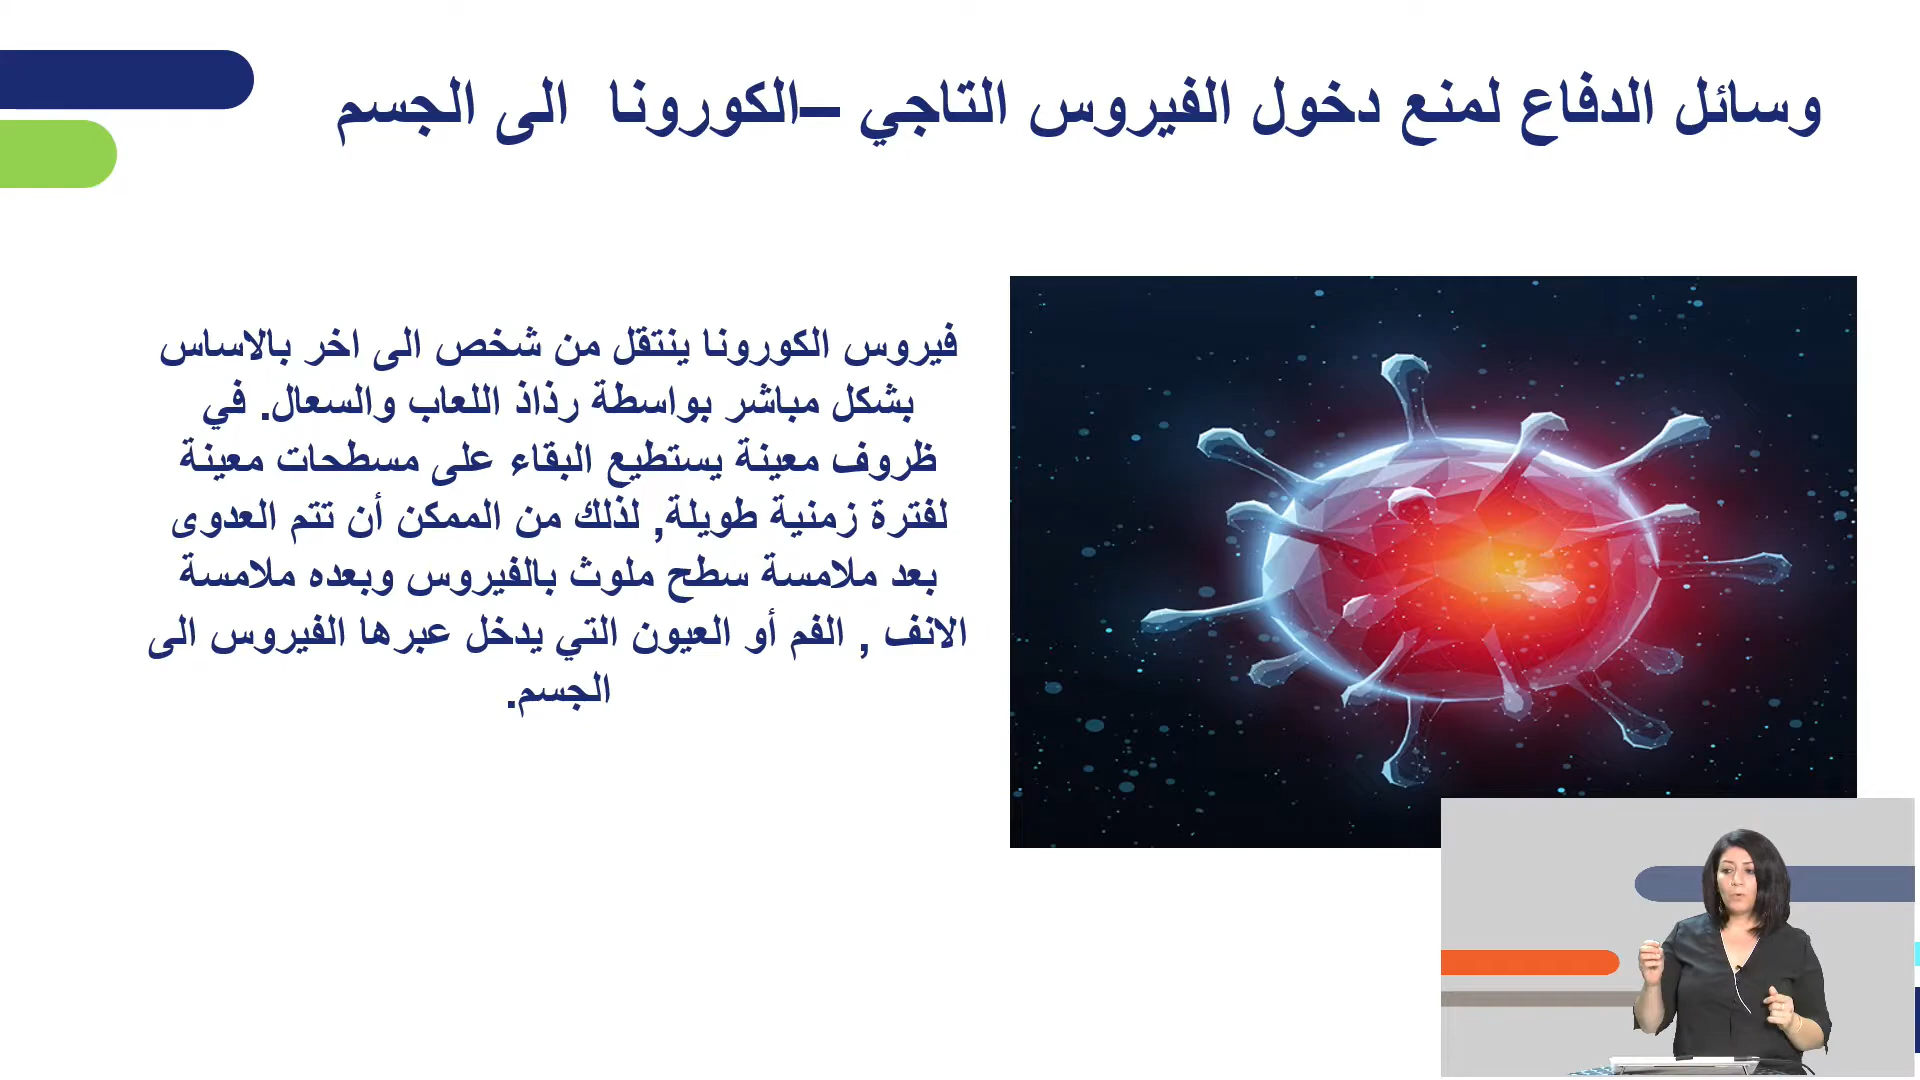 وسائل الدفاع لمنع دخول الفيروس التاجي –الكورونا الى الجسم
فيروس الكورونا ينتقل من شخص الى اخر بالاساس
بشكل مباشر بواسطة رذاذ اللعاب والسعال. في
ظروف معينة يستطيع البقاء على مسطحات معينة
لفترة زمنية طويلة, لذلك من الممكن أن تتم العدوى
بعد ملامسة سطح ملوث بالفيروس وبعده ملامسة
الانف , الفم أو العيون التي يدخل عبرها الفيروس الى
الجسم.